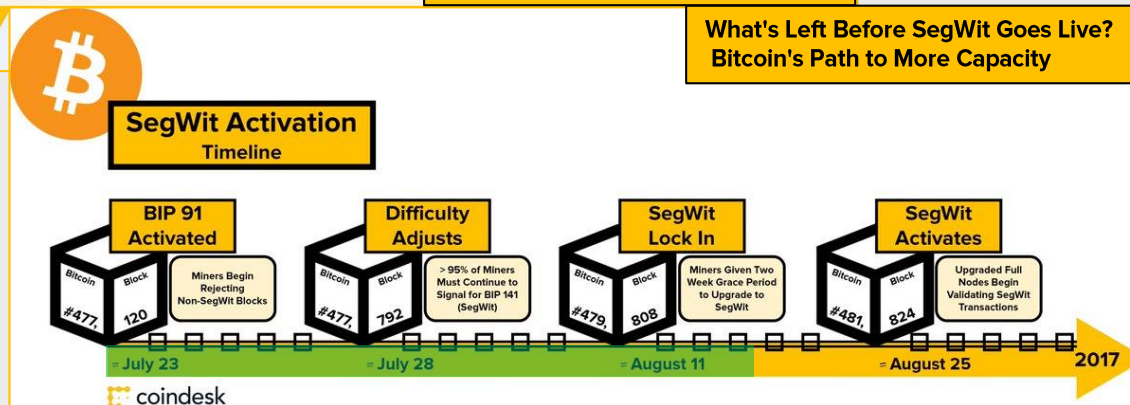 What's Left Before SegWit Goes Live?
Bitcoin's Path to More Capacity
SegWit Activation
Timeline
BIP 91
Activated
Bitcoin
Block
#477,
120
Miners Begin
Rejecting
Non-SegWit Blocks
Difficulty
Adjusts
Bitcoin
Block
#477,
792
> 95% of Miners
Must Continue to
Signal for BIP 141
(SegWit)
SegWit
Lock In
Bitcoin
Block
#479,
808
Miners Given Two
Week Grace Period
to Upgrade to
SegWit
SegWit
Activates
Bitcoin
Block
#481,
824
Upgraded Full
Nodes Begin
Validating SegWit
Transactions
≈ July 23
≈ July 28
≈ August 11
≈ August 25
2017
coindesk